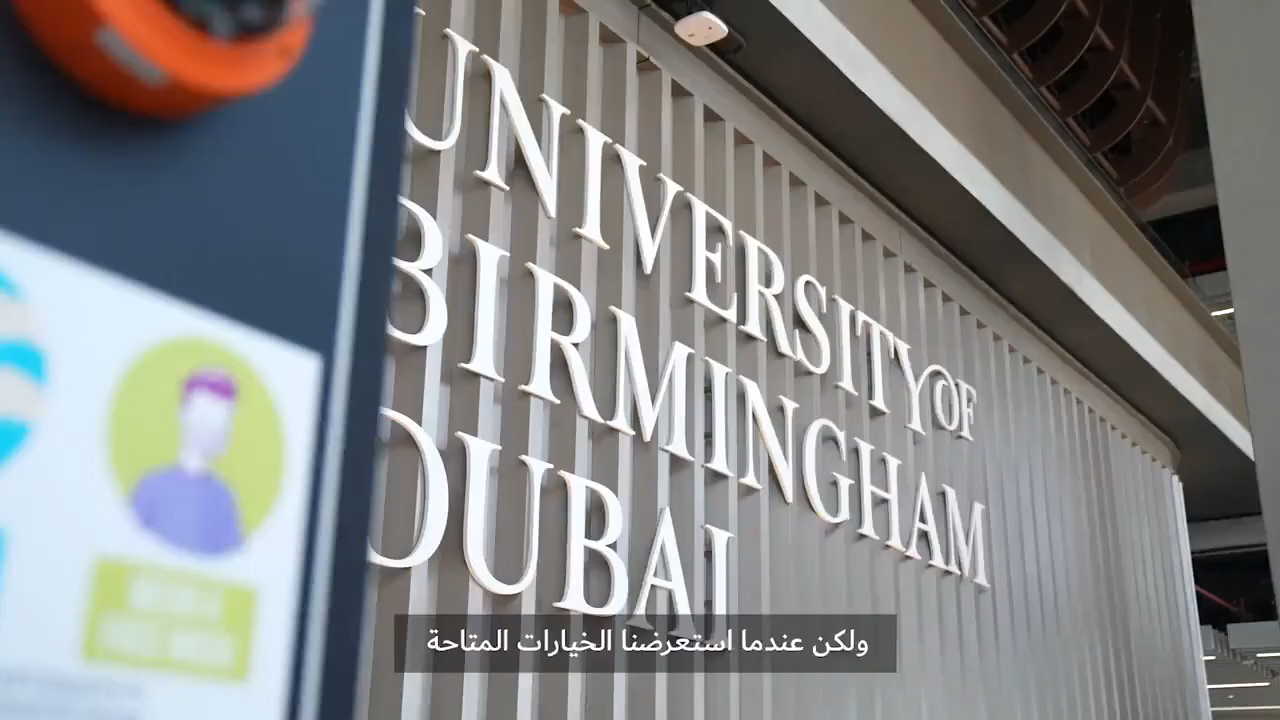 UNIVERSITY OF
BIRMINGHAM
DUBAI
ولكن عندما استعرضنا الخيارات المتاحة